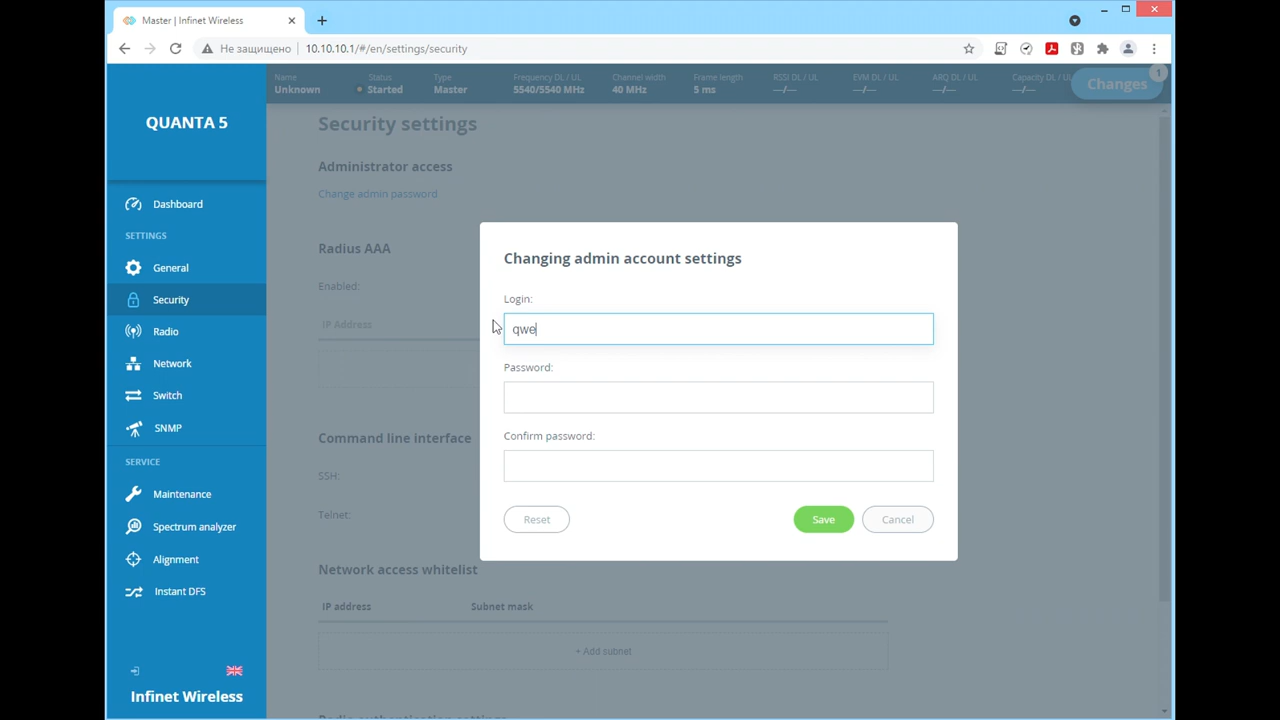 Master | Infinet Wireless
Не защищено
10.10.10.1/#/en/settings/security
QUANTA 5
Name
Unknown
Status
Started
Type
Master
Frequency DL / UL
5540/5540 MHz
Channel width
40 MHz
Frame length
5 ms
RSSI DL / UL
—/—
EVM DL / UL
—/—
ARQ DL / UL
—/—
Capacity DL / UL
—/—
Changes
1
Dashboard
SETTINGS
General
Security
Radio
Network
Switch
SNMP
SERVICE
Maintenance
Spectrum analyzer
Alignment
Instant DFS
Infinet Wireless
Security settings
Administrator access
Change admin password
Radius AAA
Enabled:
IP Address
Command line interface
SSH:
Telnet:
Network access whitelist
IP address
Subnet mask
+ Add subnet
Radio authentication settings
Changing admin account settings
Login:
qwe
Password:
Confirm password:
Reset
Save
Cancel